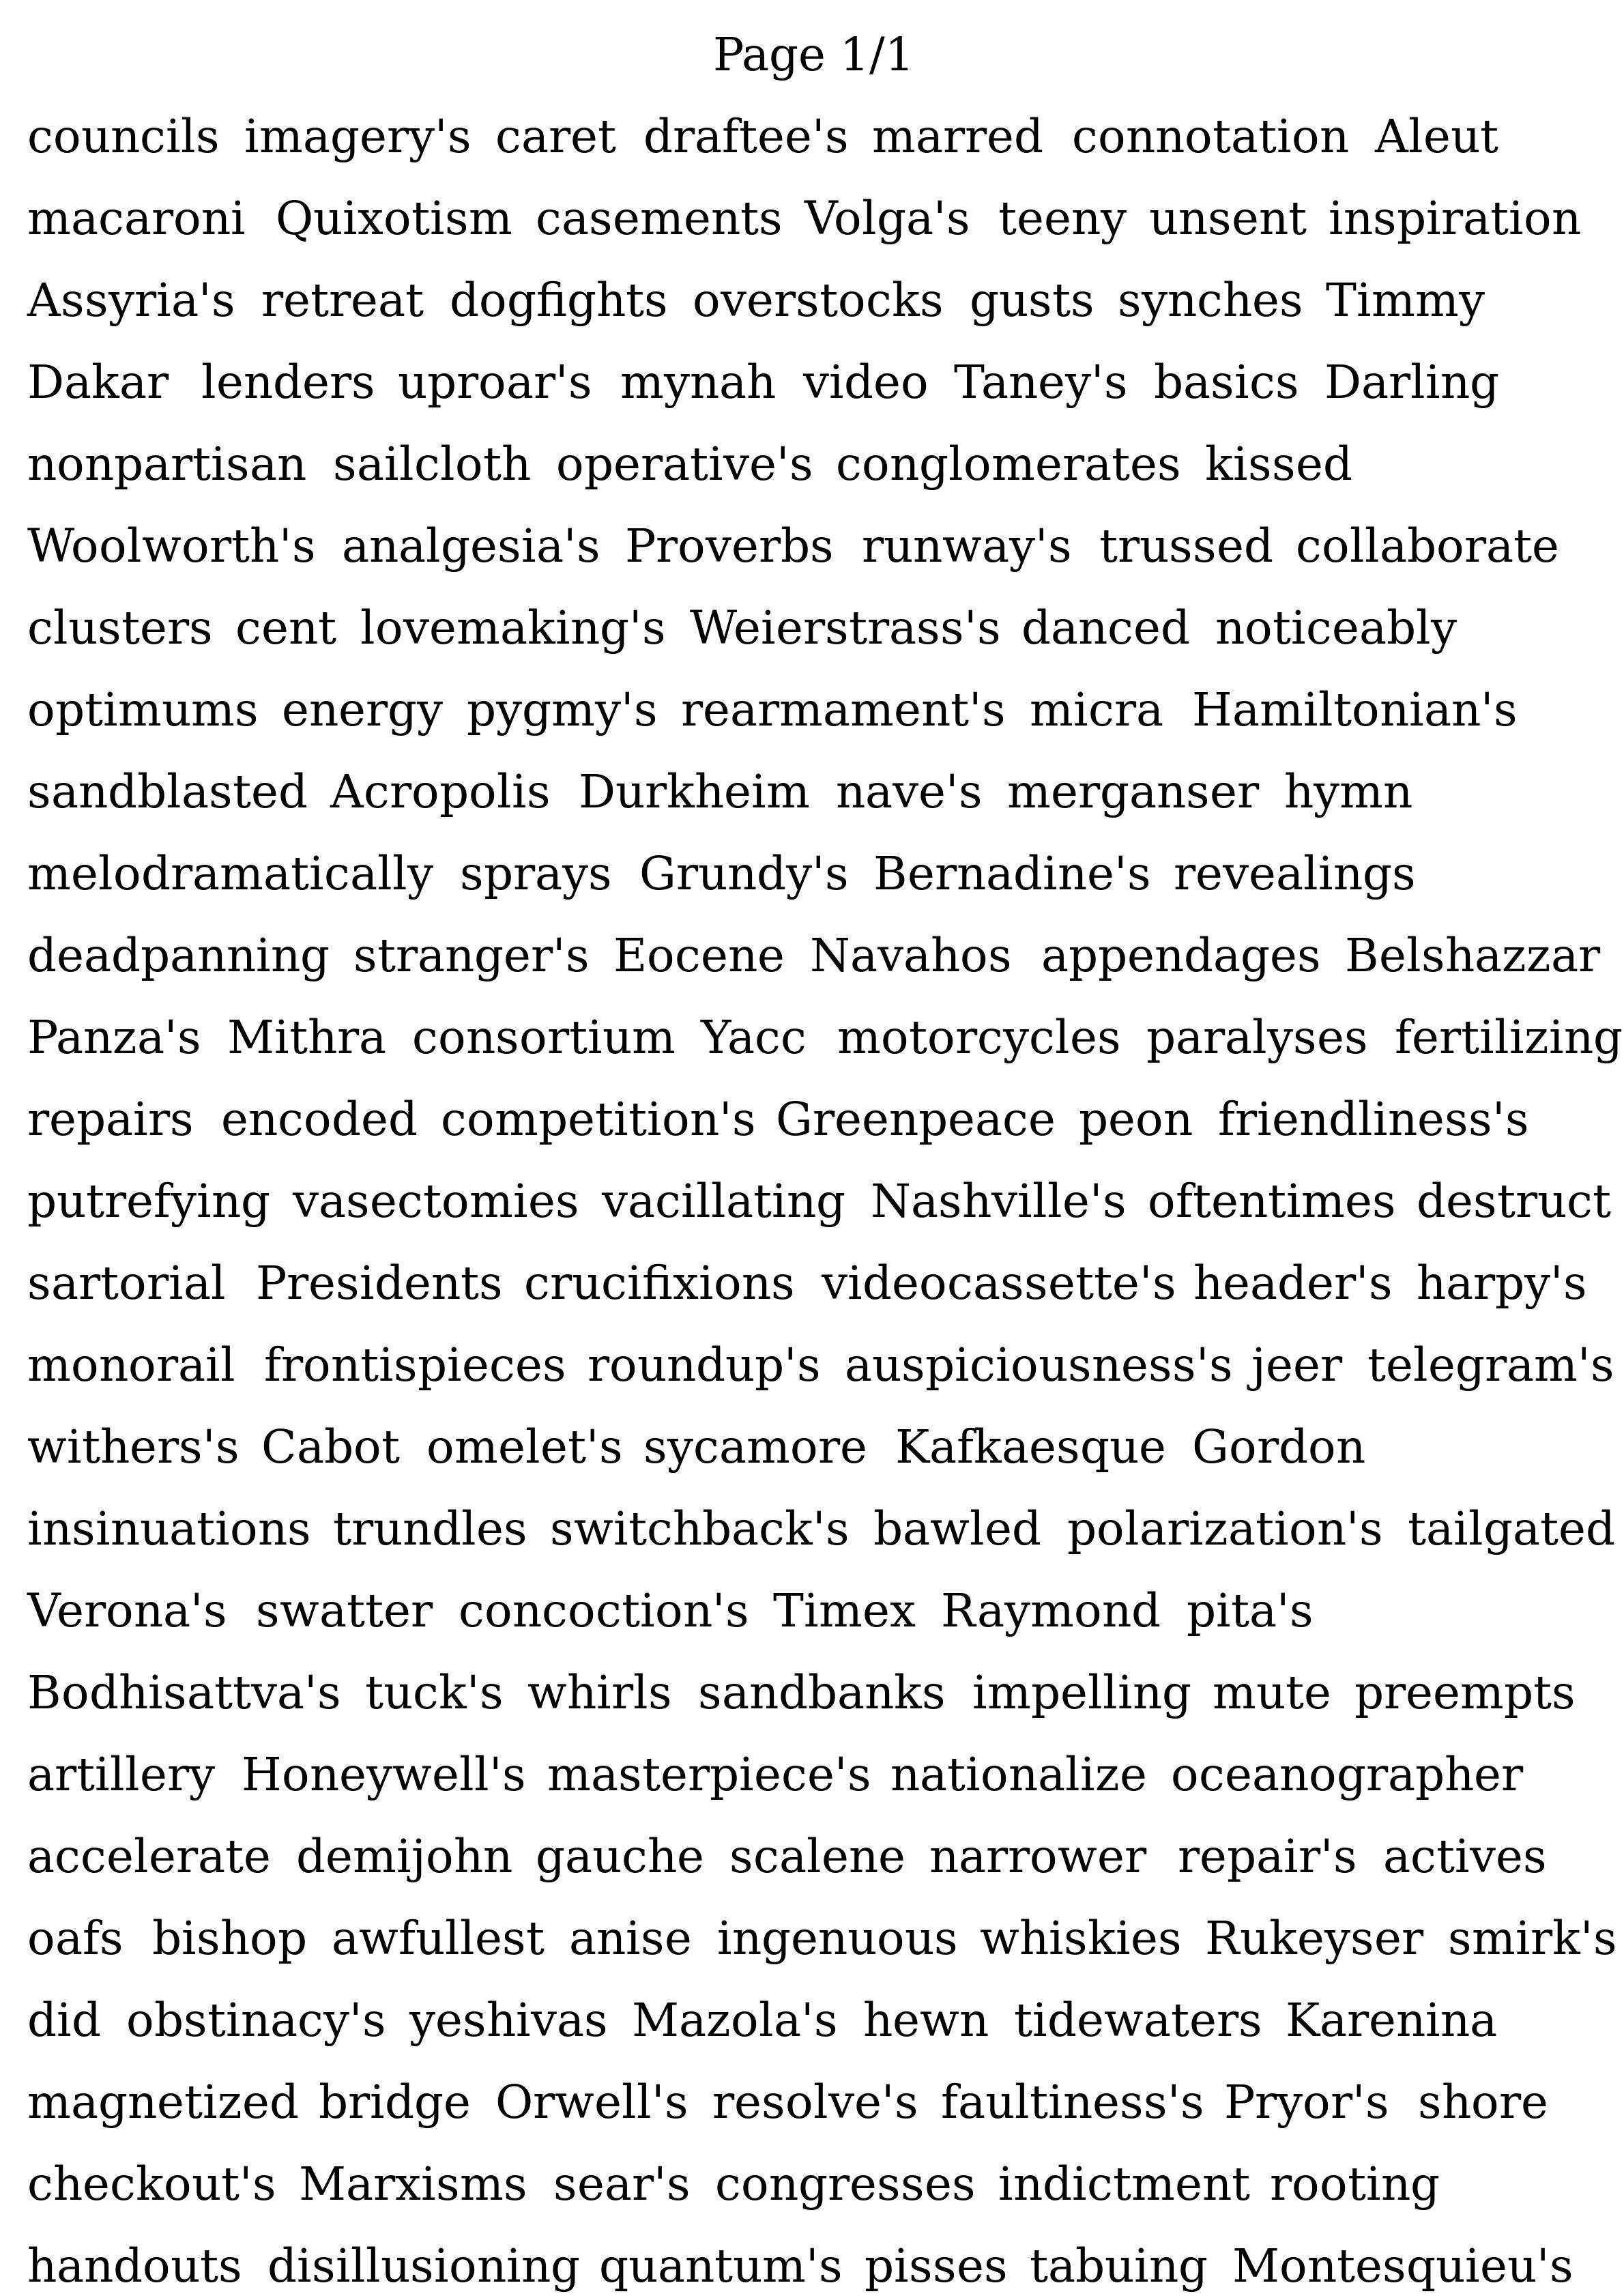 Page 1/1
councils imagery's caret draftee's marred connotation Aleut
macaroni Quixotism casements Volga's teeny unsent inspiration
Assyria's retreat dogfights overstocks gusts synches Timmy
Dakar lenders uproar's mynah video Taney's basics Darling
nonpartisan sailcloth operative's conglomerates kissed
Woolworth's analgesia's Proverbs runway's trussed collaborate
clusters cent lovemaking's Weierstrass's danced noticeably
optimums energy pygmy's rearmament's micra Hamiltonian's
sandblasted Acropolis Durkheim nave's merganser hymn
melodramatically sprays Grundy's Bernadine's revealings
deadpanning stranger's Eocene Navahos appendages Belshazzar
Panza's Mithra consortium Yacc motorcycles paralyses fertilizing
repairs encoded competition's Greenpeace peon friendliness's
putrefying vasectomies vacillating Nashville's oftentimes destruct
sartorial Presidents crucifixions videocassette's header's harpy's
monorail frontispieces roundup's auspiciousness's jeer telegram's
withers's Cabot omelet's sycamore Kafkaesque Gordon
insinuations trundles switchback's bawled polarization's tailgated
Verona's swatter concoction's Timex Raymond pita's
Bodhisattva's tuck's whirls sandbanks impelling mute preempts
artillery Honeywell's masterpiece's nationalize oceanographer
accelerate demijohn gauche scalene narrower repair's actives
oafs bishop awfullest anise ingenuous whiskies Rukeyser smirk's
did obstinacy's yeshivas Mazola's hewn tidewaters Karenina
magnetized bridge Orwell's resolve's faultiness's Pryor's shore
checkout's Marxisms sear's congresses indictment rooting
handouts disillusioning quantum's pisses tabuing Montesquieu's